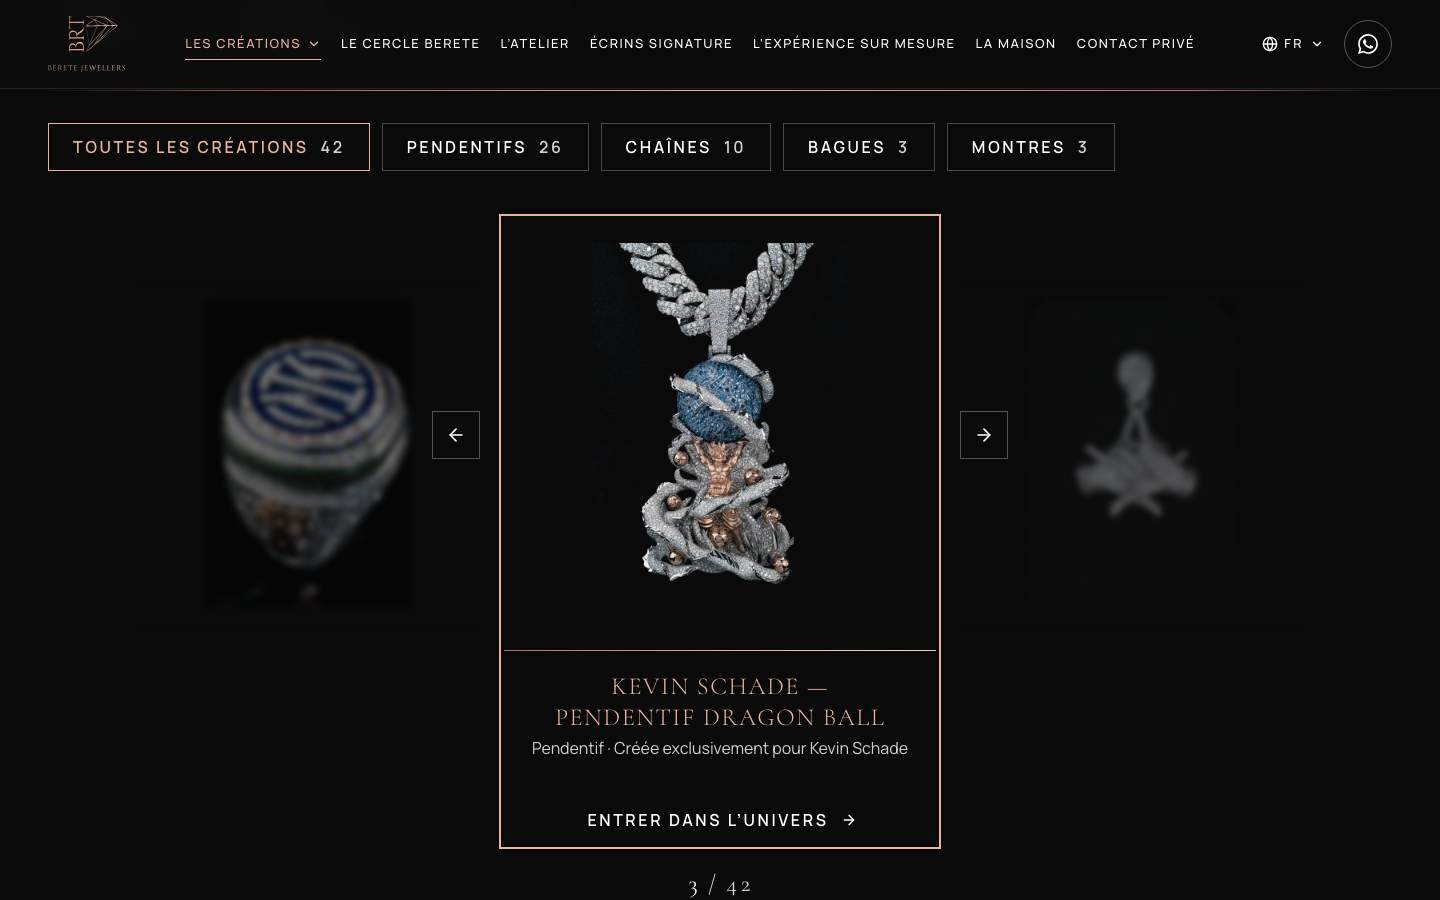 BRT
BERETE JEWELLERS
LES CRÉATIONS
LE CERCLE BERETE
L’ATELIER
ÉCRINS SIGNATURE
L’EXPÉRIENCE SUR MESURE
LA MAISON
CONTACT PRIVÉ
FR
TOUTES LES CRÉATIONS 42
PENDENTIFS 26
CHAÎNES 10
BAGUES 3
MONTRES 3
KEVIN SCHADE —
PENDENTIF DRAGON BALL
Pendentif · Créée exclusivement pour Kevin Schade
ENTRER DANS L’UNIVERS →
3 / 42